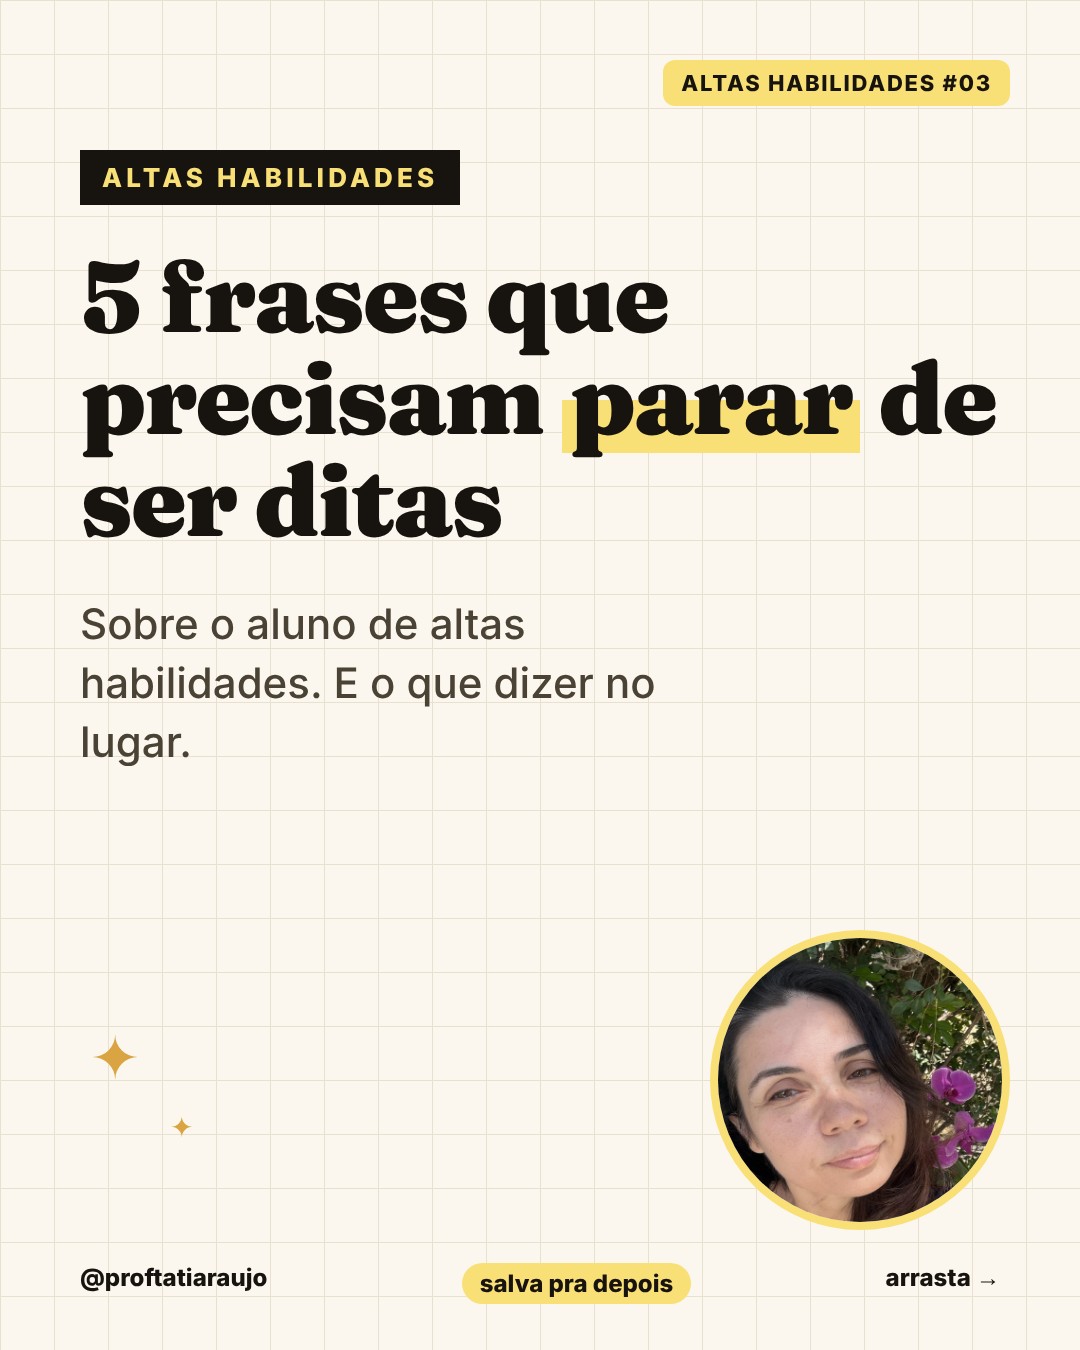 ALTAS HABILIDADES #03
ALTAS HABILIDADES
5 frases que
precisam parar de
ser ditas
Sobre o aluno de altas
habilidades. E o que dizer no
lugar.
@proftatiaraujo
salva pra depois
arrasta →